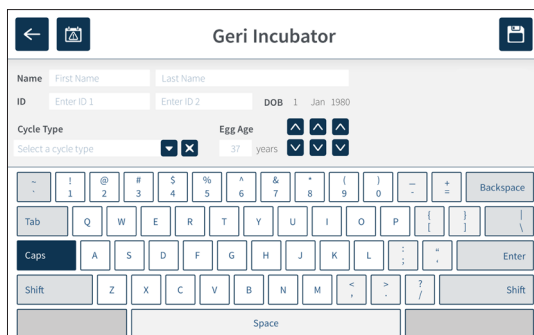 Geri Incubator
Name First Name Last Name
ID Enter ID 1 Enter ID 2 DOB 1 Jan 1980
Cycle Type Egg Age
Select a cycle type 37 years
~ ! @ # $ % ^ & * ( ) _ +
` 1 2 3 4 5 6 7 8 9 0 - = Backspace
Tab Q W E R T Y U I O P { [ } ] | \
Caps A S D F G H J K L : ; “ ‘ Enter
Shift Z X C V B N M < , > . ? / Shift
Space